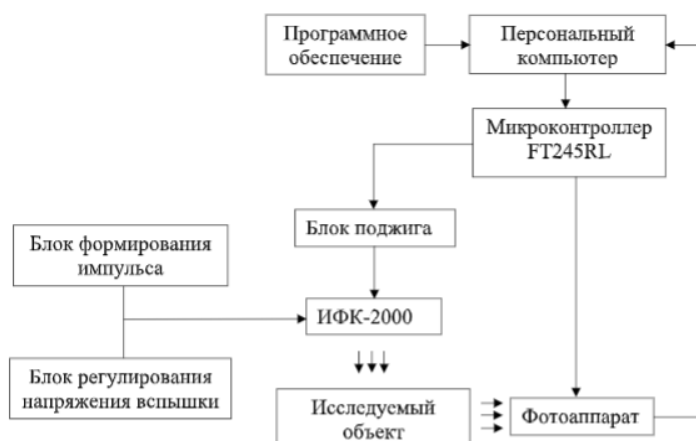 Программное
обеспечение
Персональный
компьютер
Микроконтроллер
FT245RL
Блок поджига
Блок формирования
импульса
ИФК-2000
Блок регулирования
напряжения вспышки
Исследуемый
объект
Фотоаппарат